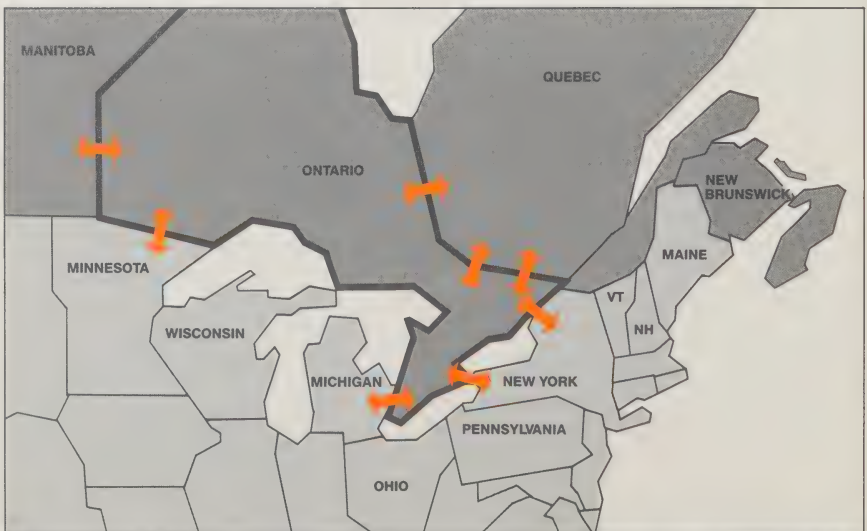 MANITOBA
QUEBEC
ONTARIO
NEW
BRUNSWICK
MAINE
MINNESOTA
VT
WISCONSIN
NH
MICHIGAN
NEW YORK
PENNSYLVANIA
OHIO